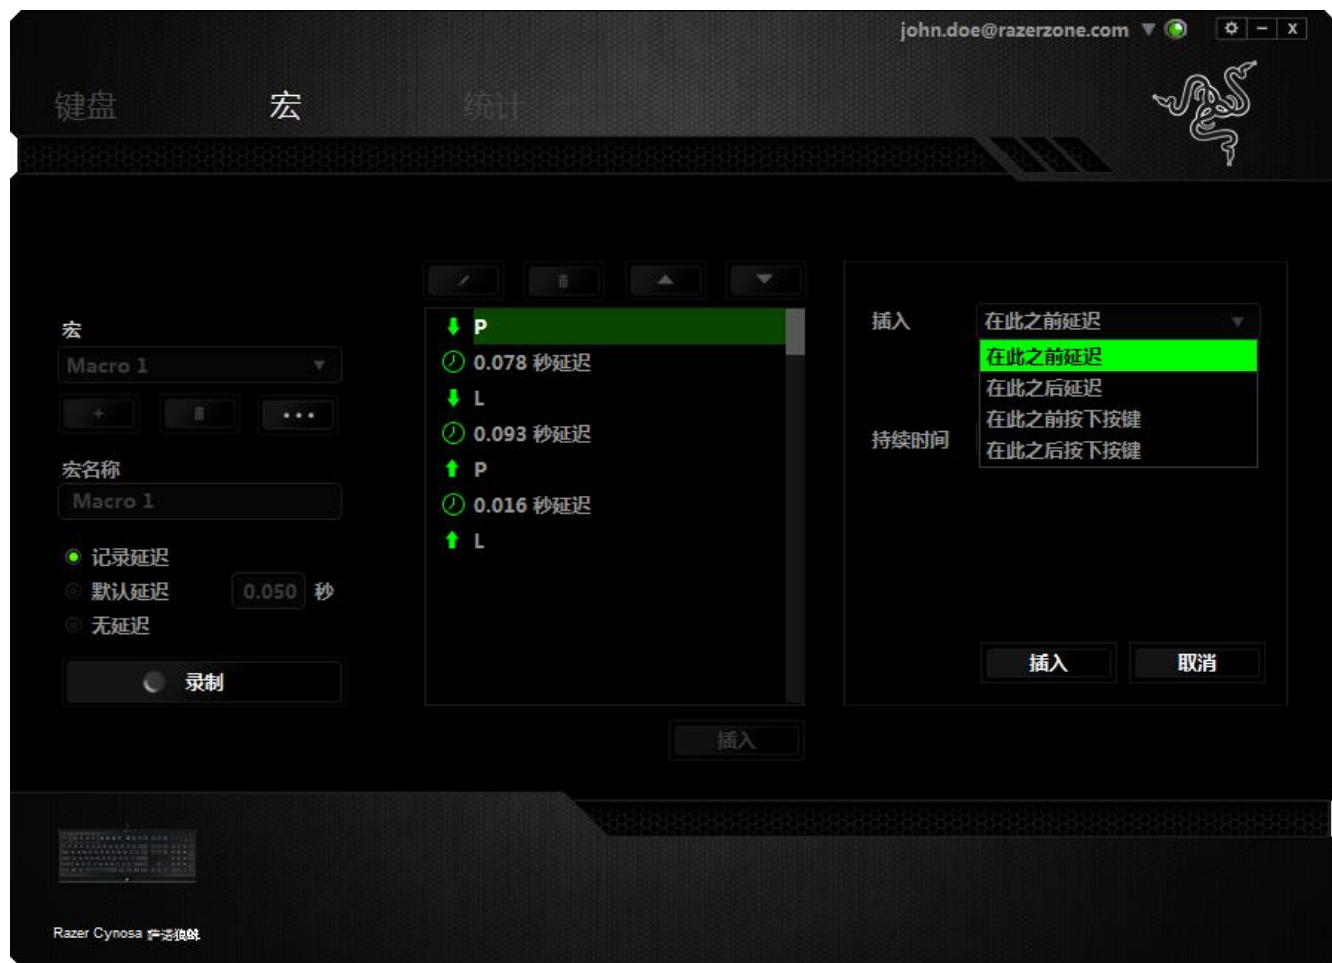 john.doe@razerzone.com
键盘 宏 统计
宏
Macro 1
宏名称
Macro 1
记录延迟
默认延迟 0.050 秒
无延迟
录制
P
0.078 秒延迟
L
0.093 秒延迟
P
0.016 秒延迟
L
插入
插入 在此之前延迟
在此之前延迟
在此之后延迟
在此之前按下按键
在此之后按下按键
持续时间
插入 取消
Razer Cynosa 萨诺狼蛛